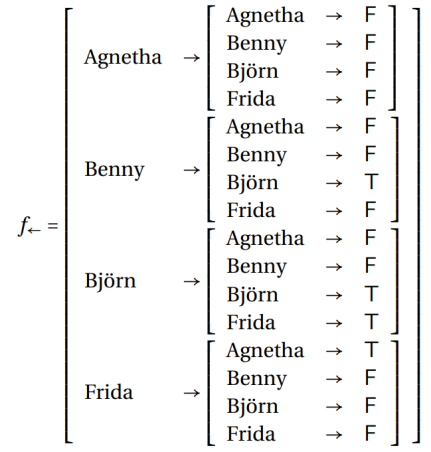 Agnetha → F
Benny → F
Agnetha → Björn → F
Frida → F
Agnetha → F
Benny → F
Benny → Björn → T
Frida → F
f← =
Agnetha → F
Benny → F
Björn → Björn → T
Frida → T
Agnetha → T
Benny → F
Frida → Björn → F
Frida → F